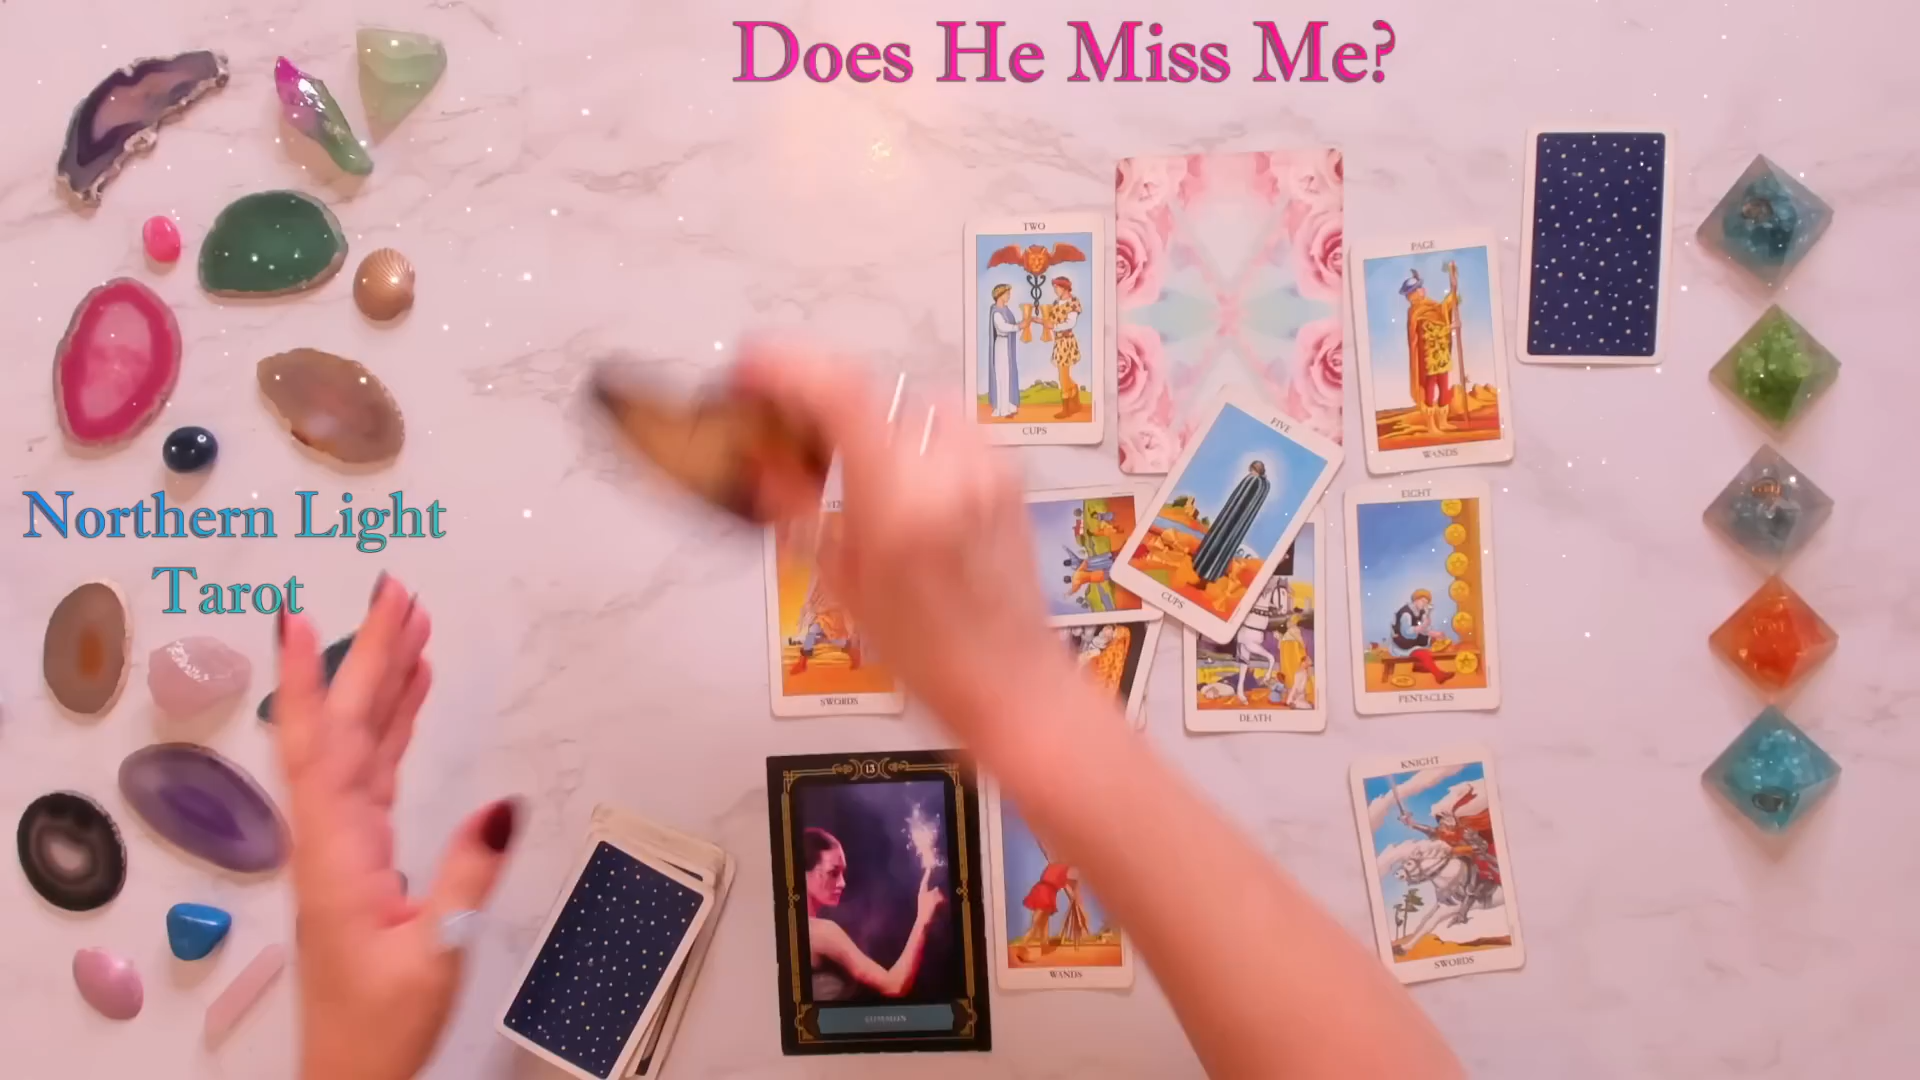 Does He Miss Me?
TWO
CUPS
PAGE
WANDS
FIVE
CUPS
EIGHT
PENTACLES
SWORDS
DEATH
Northern Light
Tarot
13
WANDS
KNIGHT
SWORDS